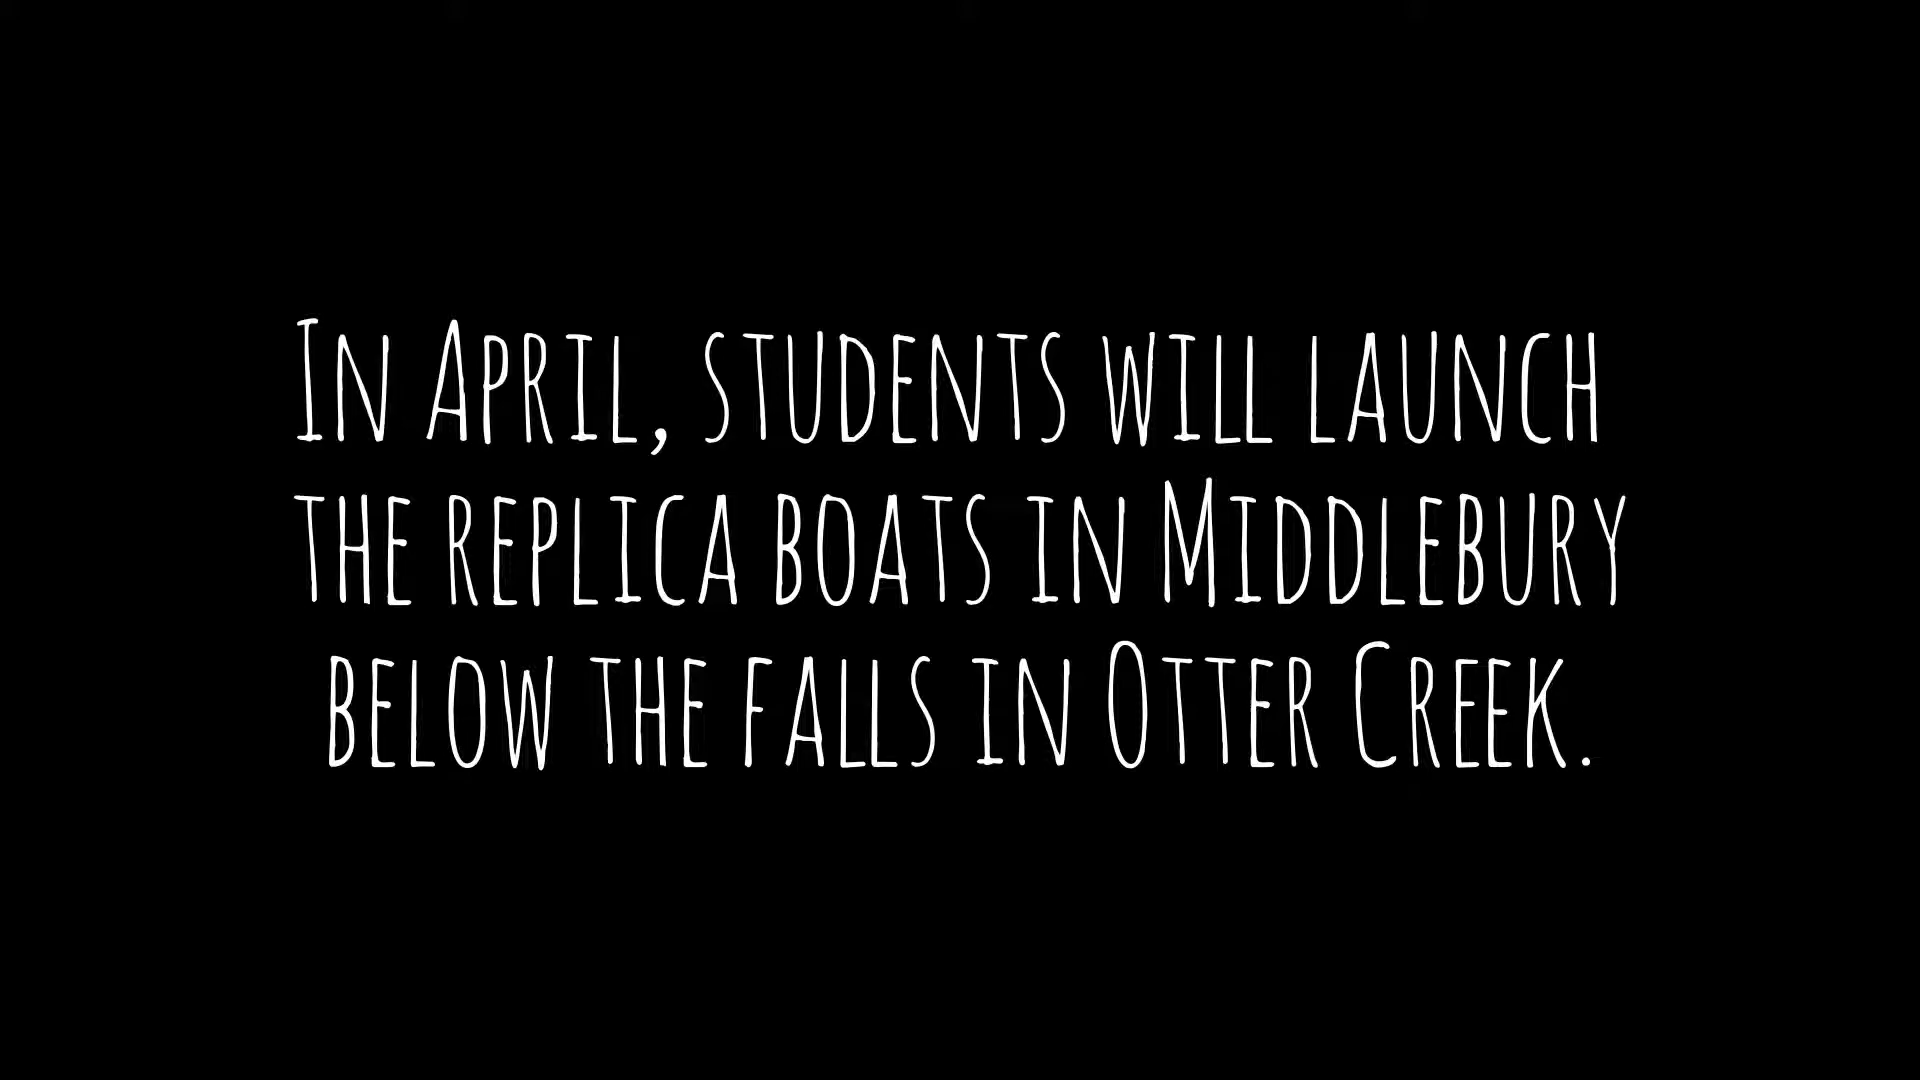 In April, students will launch
the replica boats in Middlebury
below the falls in Otter Creek.